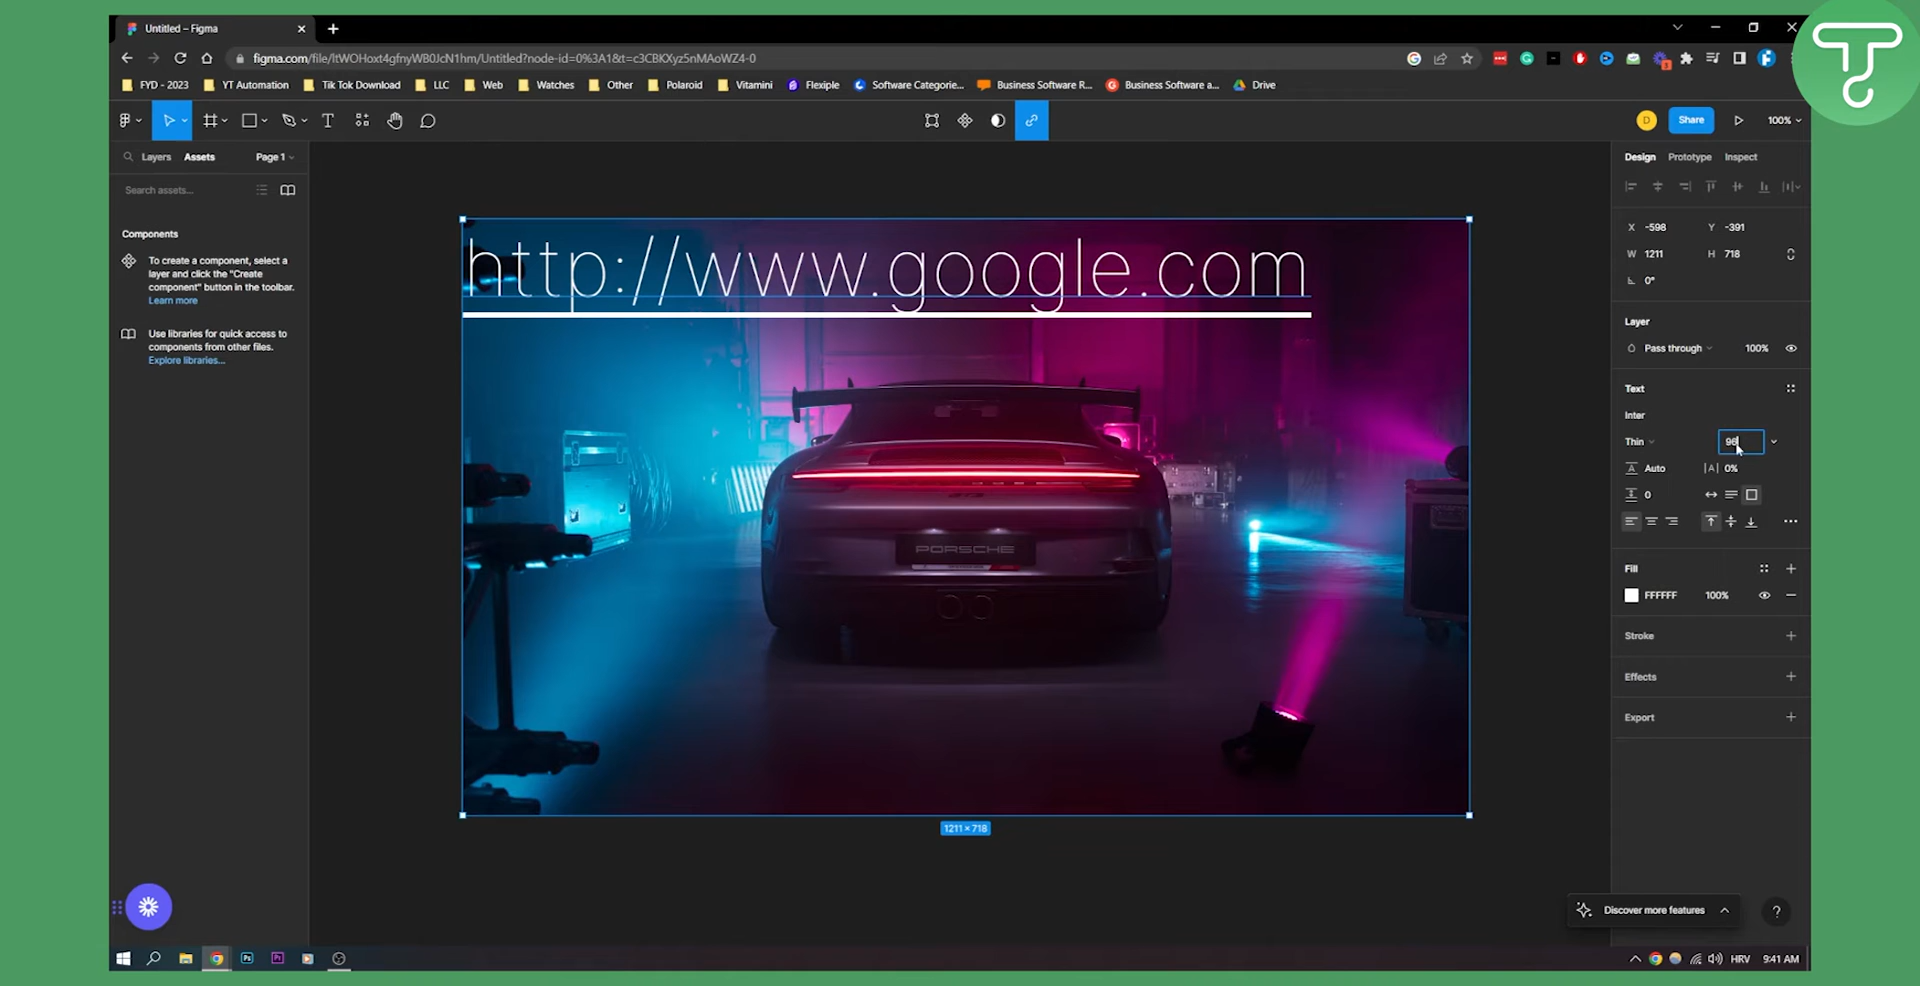 Untitled – Figma
figma.com/file/ltWOHoxt4gfnyWB0JcN1hm/Untitled?node-id=0%3A1&t=c3CBKXyz5nMAoWZ4-0
FYD - 2023 YT Automation Tik Tok Download LLC Web Watches Other Polaroid Vitamini Flexiple Software Categorie... Business Software R... Business Software a... Drive
D Share 100%
Layers Assets Page 1
Design Prototype Inspect
Search assets...
X -598 Y -391
W 1211 H 718
0°
Components
To create a component, select a
layer and click the "Create
component" button in the toolbar.
Learn more
Use libraries for quick access to
components from other files.
Explore libraries...
http://www.google.com
PORSCHE
1211 × 718
Layer
Pass through 100%
Text
Inter
Thin 96
Auto 0%
0
Fill
FFFFFF 100%
Stroke
Effects
Export
Discover more features
?
Ps Pr
HRV 9:41 AM